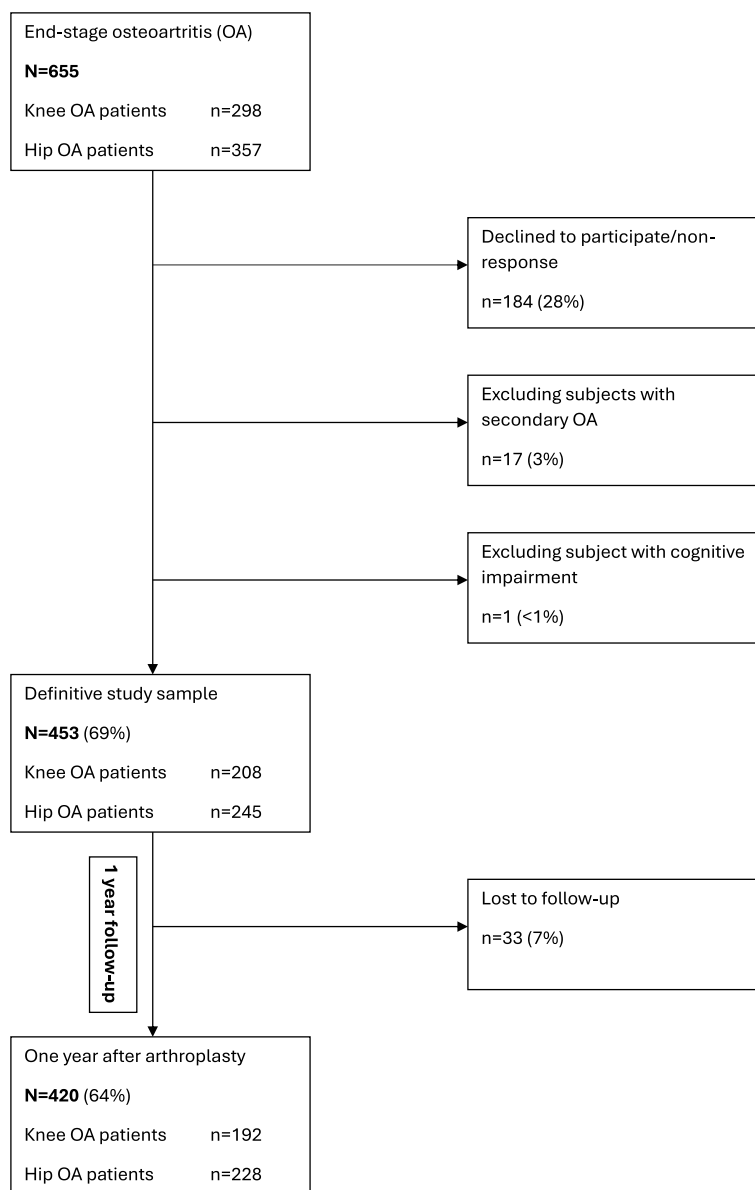 End-stage osteoartritis (OA)
N=655
Knee OA patients n=298
Hip OA patients n=357
Declined to participate/non-
response
n=184 (28%)
Excluding subjects with
secondary OA
n=17 (3%)
Excluding subject with cognitive
impairment
n=1 (<1%)
Definitive study sample
N=453 (69%)
Knee OA patients n=208
Hip OA patients n=245
1 year follow-up
Lost to follow-up
n=33 (7%)
One year after arthroplasty
N=420 (64%)
Knee OA patients n=192
Hip OA patients n=228